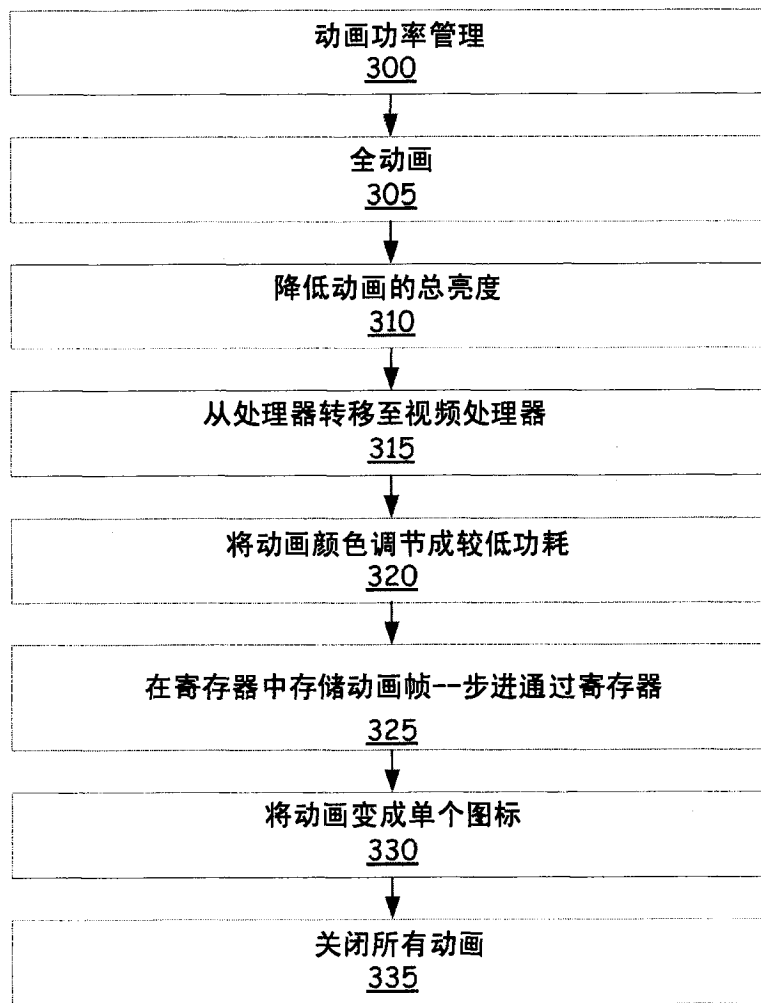 动画功率管理
300
全动画
305
降低动画的总亮度
310
从处理器转移至视频处理器
315
将动画颜色调节成较低功耗
320
在寄存器中存储动画帧--步进通过寄存器
325
将动画变成单个图标
330
关闭所有动画
335